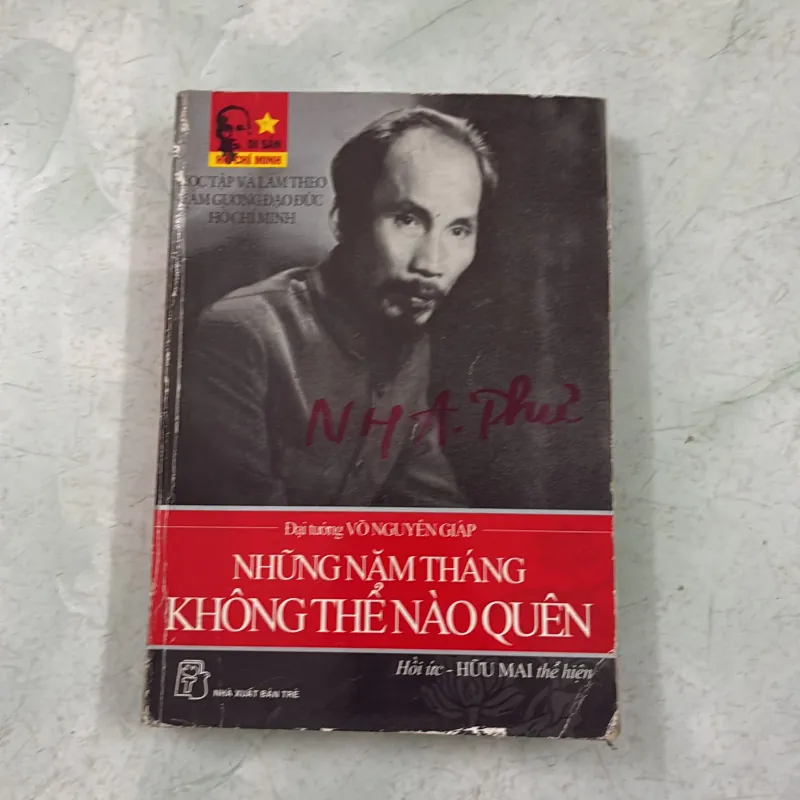 DI SẢN
HỒ CHÍ MINH
HỌC TẬP VÀ LÀM THEO
TẤM GƯƠNG ĐẠO ĐỨC
HỒ CHÍ MINH
NH A. Phú
Đại tướng VÕ NGUYÊN GIÁP
NHỮNG NĂM THÁNG
KHÔNG THỂ NÀO QUÊN
Hồi ức - HỮU MAI thể hiện
NHÀ XUẤT BẢN TRẺ